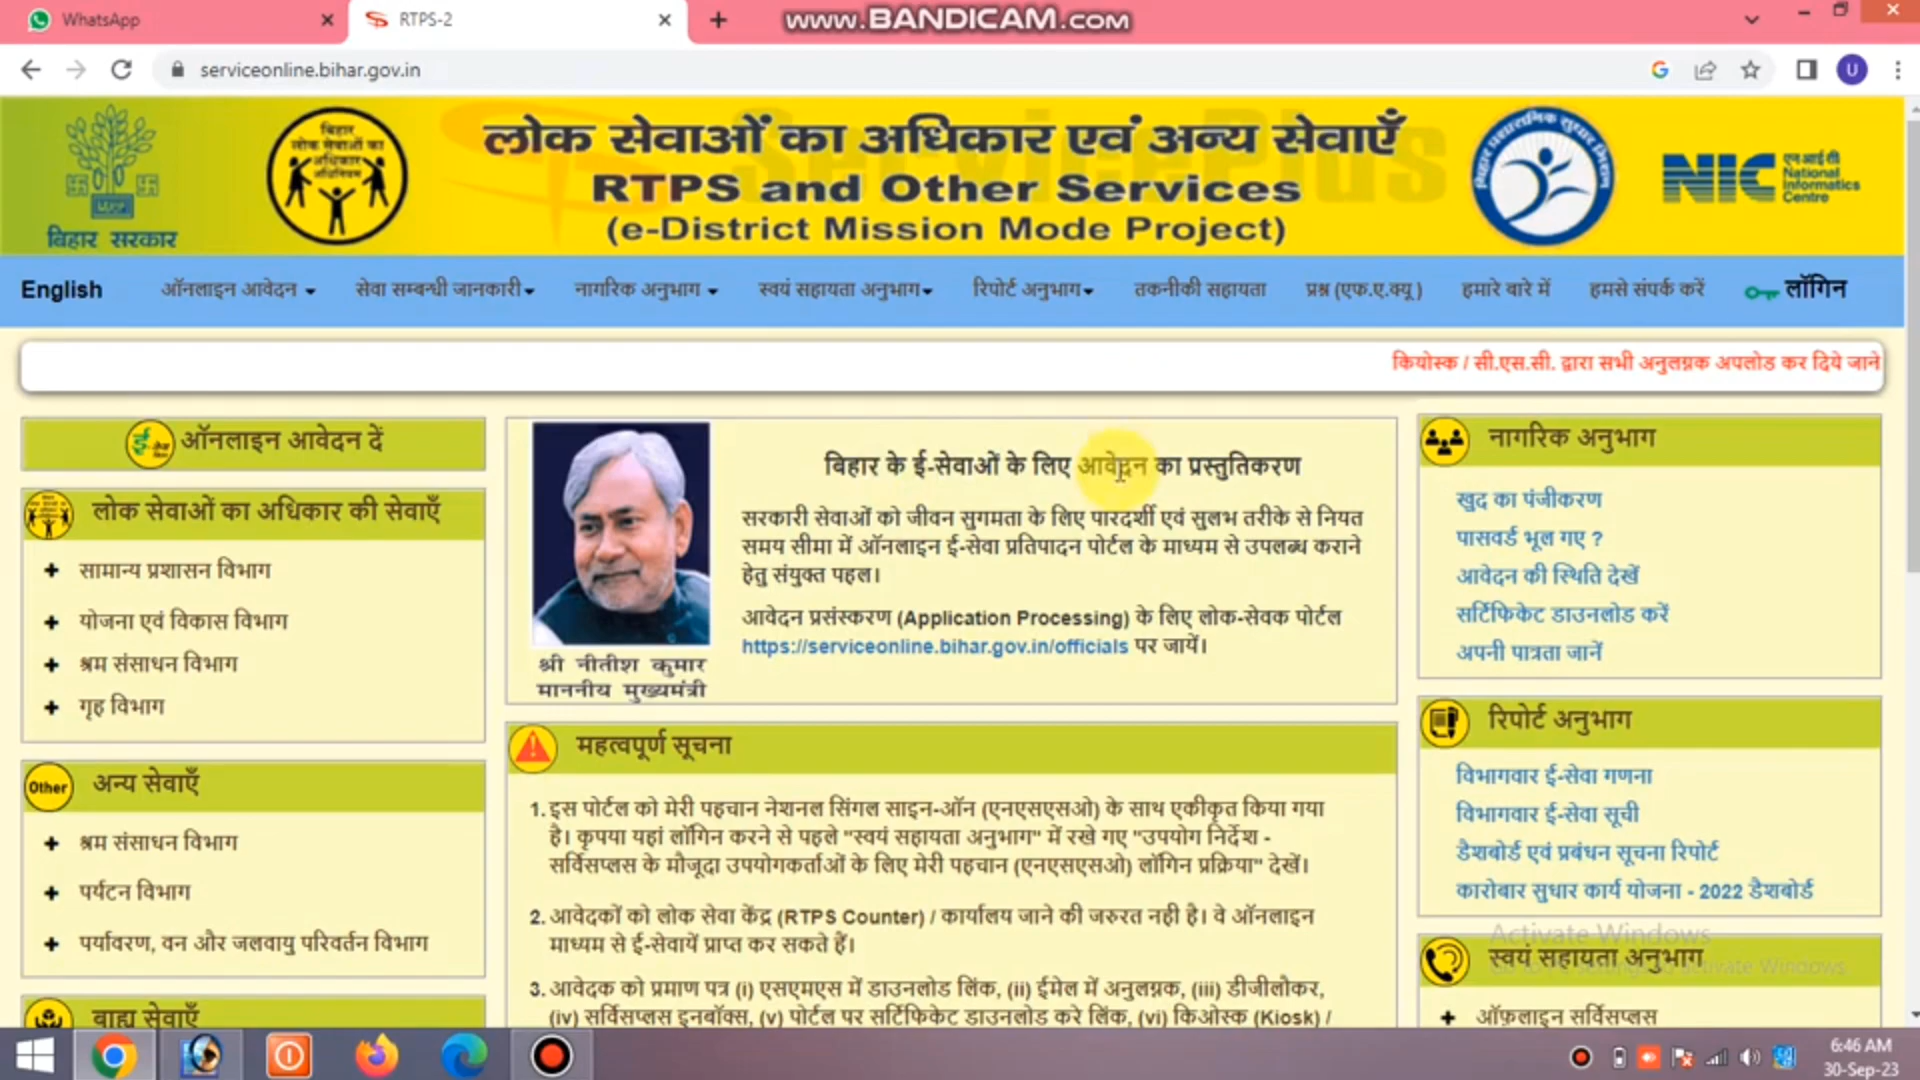 WhatsApp
RTPS-2
www.BANDICAM.com
serviceonline.bihar.gov.in
U
बिहार सरकार
बिहार
लोक सेवाओं का
अधिकार
अधिनियम
लोक सेवाओं का अधिकार एवं अन्य सेवाएँ
RTPS and Other Services
(e-District Mission Mode Project)
बिहार प्रशासनिक सुधार मिशन
NIC
एन आई सी
National
Informatics
Centre
English
ऑनलाइन आवेदन
सेवा सम्बन्धी जानकारी
नागरिक अनुभाग
स्वयं सहायता अनुभाग
रिपोर्ट अनुभाग
तकनीकी सहायता
प्रश्न (एफ.ए.क्यू )
हमारे बारे में
हमसे संपर्क करें
लॉगिन
कियोस्क / सी.एस.सी. द्वारा सभी अनुलग्नक अपलोड कर दिये जाने
ऑनलाइन आवेदन दें
लोक सेवाओं का अधिकार की सेवाएँ
सामान्य प्रशासन विभाग
योजना एवं विकास विभाग
श्रम संसाधन विभाग
गृह विभाग
Other
अन्य सेवाएँ
श्रम संसाधन विभाग
पर्यटन विभाग
पर्यावरण, वन और जलवायु परिवर्तन विभाग
बाह्य सेवाएँ
श्री नीतीश कुमार
माननीय मुख्यमंत्री
बिहार के ई-सेवाओं के लिए आवेदन का प्रस्तुतिकरण
सरकारी सेवाओं को जीवन सुगमता के लिए पारदर्शी एवं सुलभ तरीके से नियत
समय सीमा में ऑनलाइन ई-सेवा प्रतिपादन पोर्टल के माध्यम से उपलब्ध कराने
हेतु संयुक्त पहल।
आवेदन प्रसंस्करण (Application Processing) के लिए लोक-सेवक पोर्टल
https://serviceonline.bihar.gov.in/officials पर जायें।
महत्वपूर्ण सूचना
1. इस पोर्टल को मेरी पहचान नेशनल सिंगल साइन-ऑन (एनएसएसओ) के साथ एकीकृत किया गया
है। कृपया यहां लॉगिन करने से पहले "स्वयं सहायता अनुभाग" में रखे गए "उपयोग निर्देश -
सर्विसप्लस के मौजूदा उपयोगकर्ताओं के लिए मेरी पहचान (एनएसएसओ) लॉगिन प्रक्रिया" देखें।
2. आवेदकों को लोक सेवा केंद्र (RTPS Counter) / कार्यालय जाने की जरुरत नही है। वे ऑनलाइन
माध्यम से ई-सेवायें प्राप्त कर सकते हैं।
3. आवेदक को प्रमाण पत्र (i) एसएमएस में डाउनलोड लिंक, (ii) ईमेल में अनुलग्नक, (iii) डीजीलौकर,
(iv) सर्विसप्लस इनबॉक्स, (v) पोर्टल पर सर्टिफिकेट डाउनलोड करे लिंक, (vi) किओस्क (Kiosk) /
नागरिक अनुभाग
खुद का पंजीकरण
पासवर्ड भूल गए ?
आवेदन की स्थिति देखें
सर्टिफिकेट डाउनलोड करें
अपनी पात्रता जानें
रिपोर्ट अनुभाग
विभागवार ई-सेवा गणना
विभागवार ई-सेवा सूची
डैशबोर्ड एवं प्रबंधन सूचना रिपोर्ट
कारोबार सुधार कार्य योजना - 2022 डैशबोर्ड
Activate Windows
स्वयं सहायता अनुभाग
ऑफ़लाइन सर्विसप्लस
6:46 AM
30-Sep-23